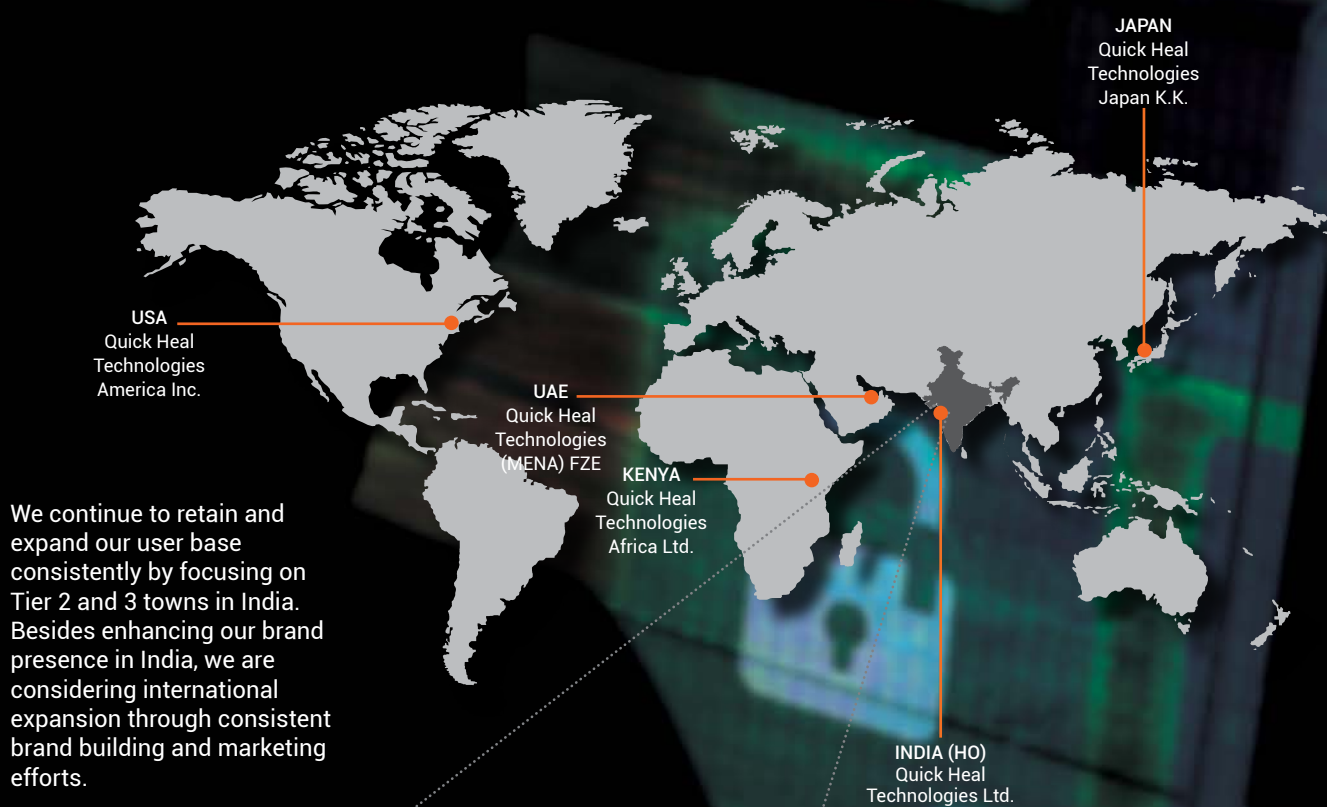 JAPAN
Quick Heal
Technologies
Japan K.K.
USA
Quick Heal
Technologies
America Inc.
UAE
Quick Heal
Technologies
(MENA) FZE
KENYA
Quick Heal
Technologies
Africa Ltd.
We continue to retain and
expand our user base
consistently by focusing on
Tier 2 and 3 towns in India.
Besides enhancing our brand
presence in India, we are
considering international
expansion through consistent
brand building and marketing
efforts.
INDIA (HO)
Quick Heal
Technologies Ltd.